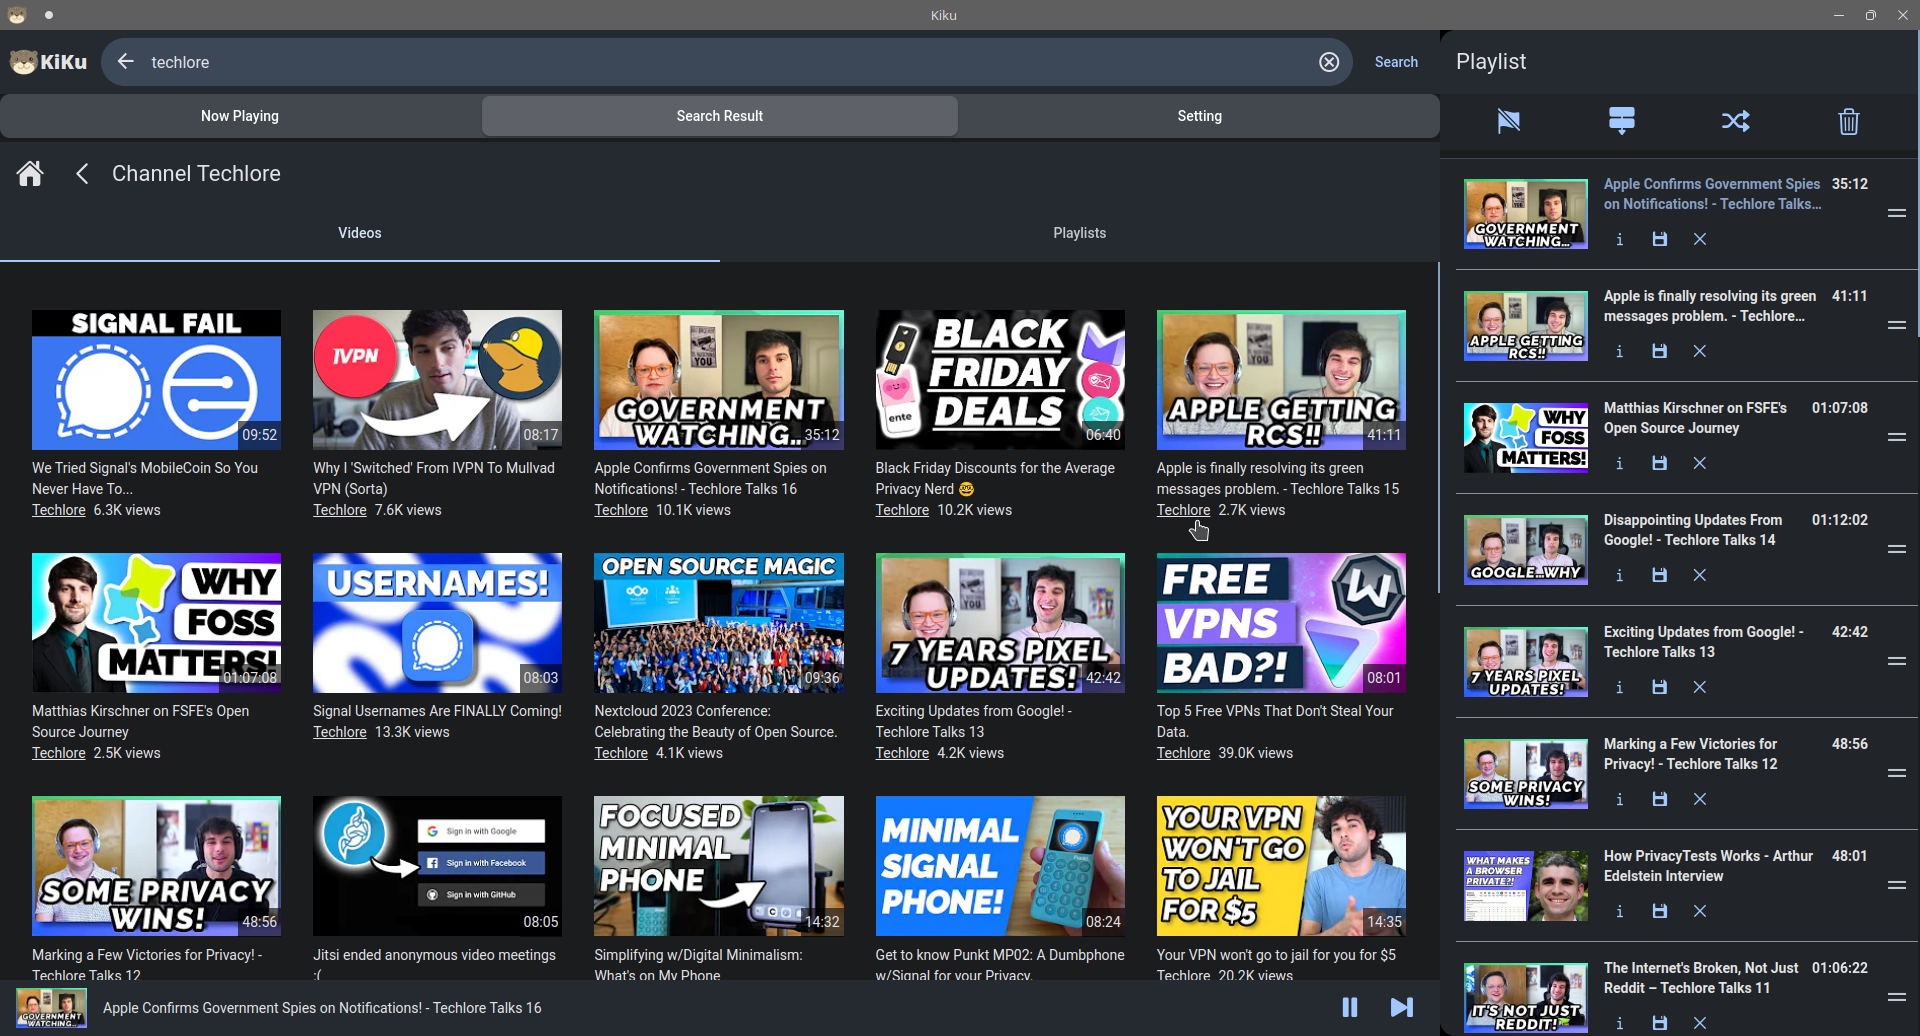 Kiku
KiKu
techlore
Search
Now Playing
Search Result
Setting
Channel Techlore
Videos
Playlists
SIGNAL FAIL
09:52
We Tried Signal's MobileCoin So You
Never Have To...
Techlore 6.3K views
IVPN
08:17
Why I 'Switched' From IVPN To Mullvad
VPN (Sorta)
Techlore 7.6K views
YOU
GOVERNMENT
WATCHING...
35:12
Apple Confirms Government Spies on
Notifications! - Techlore Talks 16
Techlore 10.1K views
BLACK
FRIDAY
DEALS
ente
06:40
Black Friday Discounts for the Average
Privacy Nerd 🤓
Techlore 10.2K views
YOU
APPLE GETTING
RCS!!
41:11
Apple is finally resolving its green
messages problem. - Techlore Talks 15
Techlore 2.7K views
WHY
FOSS
MATTERS!
01:07:08
Matthias Kirschner on FSFE's Open
Source Journey
Techlore 2.5K views
USERNAMES!
08:03
Signal Usernames Are FINALLY Coming!
Techlore 13.3K views
OPEN SOURCE MAGIC
09:36
Nextcloud 2023 Conference:
Celebrating the Beauty of Open Source.
Techlore 4.1K views
7 YEARS PIXEL
UPDATES!
42:42
Exciting Updates from Google! -
Techlore Talks 13
Techlore 4.2K views
FREE
VPNS
BAD?!
08:01
Top 5 Free VPNs That Don't Steal Your
Data.
Techlore 39.0K views
SOME PRIVACY
WINS!
48:56
Marking a Few Victories for Privacy! -
Techlore Talks 12
Sign in with Google
Sign in with Facebook
Sign in with GitHub
08:05
Jitsi ended anonymous video meetings
:(
FOCUSED
MINIMAL
PHONE
14:32
Simplifying w/Digital Minimalism:
What's on My Phone
MINIMAL
SIGNAL
PHONE!
08:24
Get to know Punkt MP02: A Dumbphone
w/Signal for your Privacy.
YOUR VPN
WON'T GO
TO JAIL
FOR $5
14:35
Your VPN won't go to jail for you for $5
Techlore 20.2K views
GOVERNMENT
WATCHING...
Apple Confirms Government Spies on Notifications! - Techlore Talks 16
Playlist
GOVERNMENT
WATCHING...
Apple Confirms Government Spies 35:12
on Notifications! - Techlore Talks...
APPLE GETTING
RCS!!
Apple is finally resolving its green 41:11
messages problem. - Techlore...
WHY
FOSS
MATTERS!
Matthias Kirschner on FSFE's 01:07:08
Open Source Journey
GOOGLE...WHY
Disappointing Updates From 01:12:02
Google! - Techlore Talks 14
7 YEARS PIXEL
UPDATES!
Exciting Updates from Google! - 42:42
Techlore Talks 13
SOME PRIVACY
WINS!
Marking a Few Victories for 48:56
Privacy! - Techlore Talks 12
WHAT MAKES
A BROWSER
PRIVATE?!
How PrivacyTests Works - Arthur 48:01
Edelstein Interview
IT'S NOT JUST
REDDIT!
The Internet's Broken, Not Just 01:06:22
Reddit – Techlore Talks 11